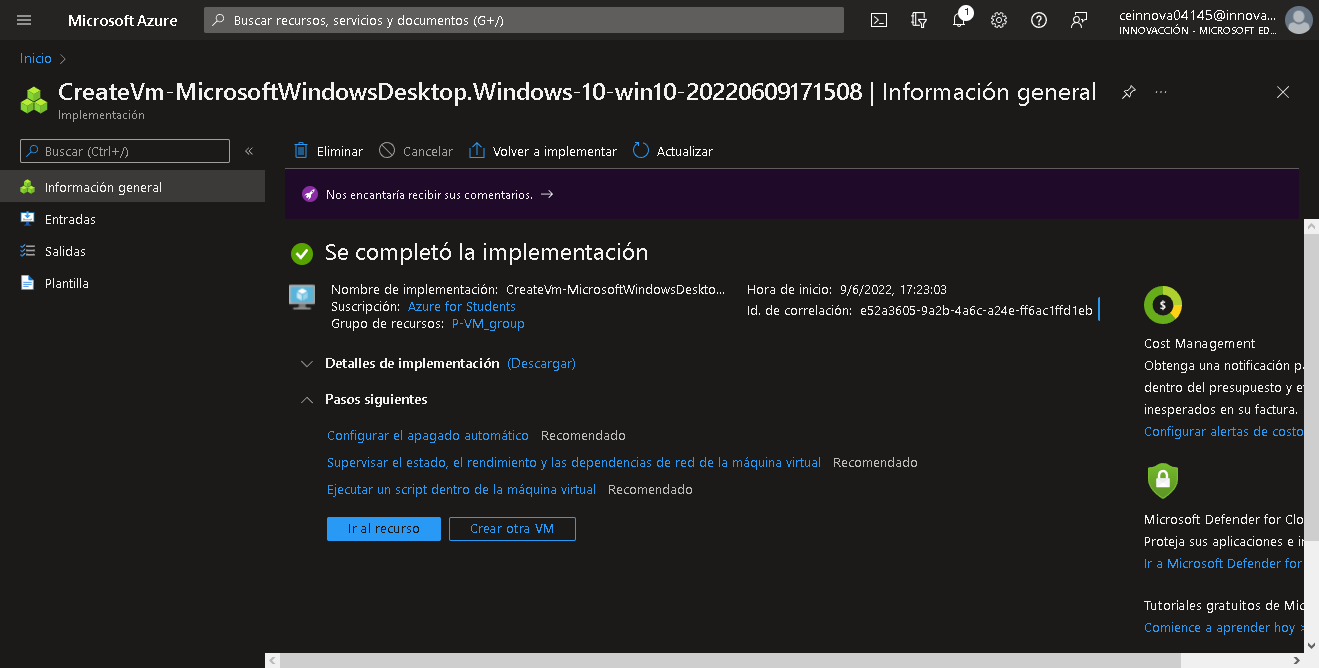 Microsoft Azure
Buscar recursos, servicios y documentos (G+/)
1
ceinnova04145@innova...
INNOVACCIÓN - MICROSOFT ED...
Inicio
CreateVm-MicrosoftWindowsDesktop.Windows-10-win10-20220609171508 | Información general
Implementación
Buscar (Ctrl+/)
Eliminar
Cancelar
Volver a implementar
Actualizar
Información general
Entradas
Salidas
Plantilla
Nos encantaría recibir sus comentarios.
Se completó la implementación
Nombre de implementación: CreateVm-MicrosoftWindowsDeskto...
Suscripción: Azure for Students
Grupo de recursos: P-VM_group
Hora de inicio: 9/6/2022, 17:23:03
Id. de correlación: e52a3605-9a2b-4a6c-a24e-ff6ac1ffd1eb
Detalles de implementación (Descargar)
Pasos siguientes
Configurar el apagado automático Recomendado
Supervisar el estado, el rendimiento y las dependencias de red de la máquina virtual Recomendado
Ejecutar un script dentro de la máquina virtual Recomendado
Ir al recurso
Crear otra VM
Cost Management
Obtenga una notificación
dentro del presupuesto y
inesperados en su factura.
Configurar alertas de costo
Microsoft Defender for Clo
Proteja sus aplicaciones e
Ir a Microsoft Defender for
Tutoriales gratuitos de Mic
Comience a aprender hoy >